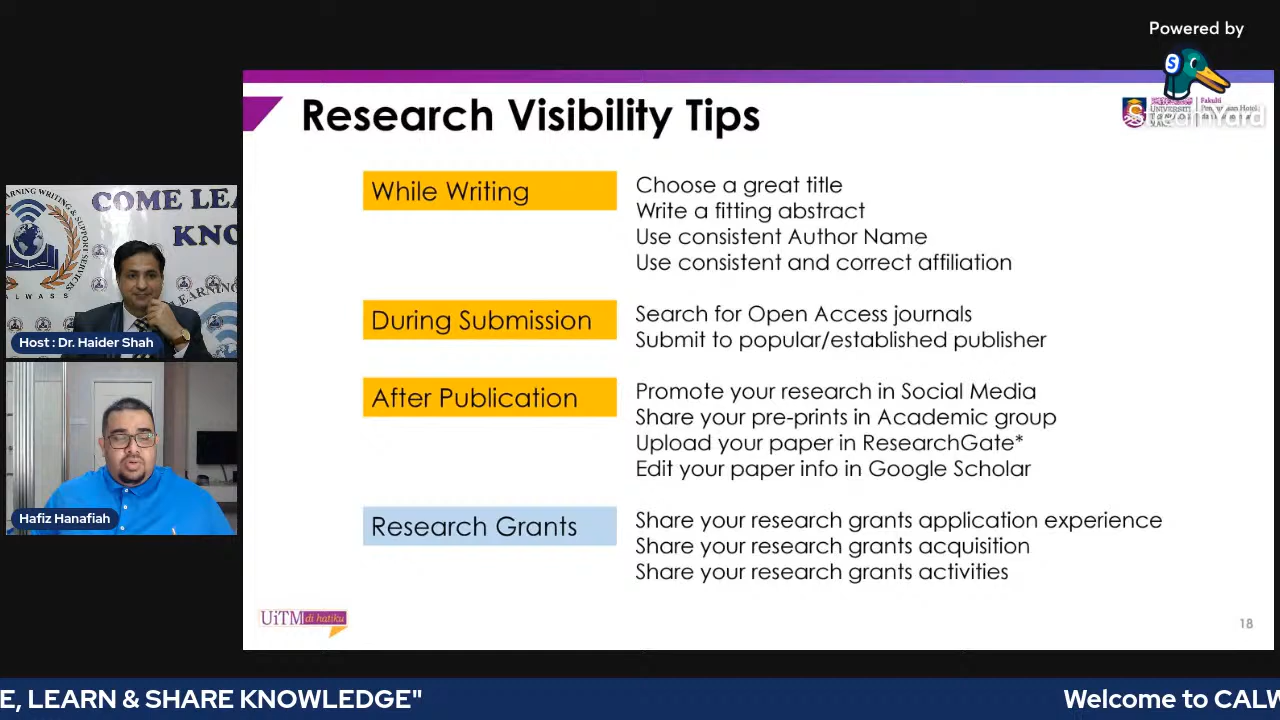 Powered by
Research Visibility Tips
While Writing
Choose a great title
Write a fitting abstract
Use consistent Author Name
Use consistent and correct affiliation
During Submission
Search for Open Access journals
Submit to popular/established publisher
After Publication
Promote your research in Social Media
Share your pre-prints in Academic group
Upload your paper in ResearchGate*
Edit your paper info in Google Scholar
Research Grants
Share your research grants application experience
Share your research grants acquisition
Share your research grants activities
UiTM di hatiku
18
COME LEA
KNO
Host : Dr. Haider Shah
Hafiz Hanafiah
E, LEARN & SHARE KNOWLEDGE"
Welcome to CALW